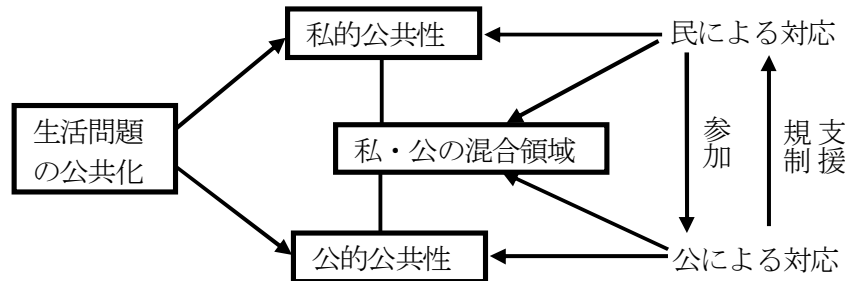 私的公共性
民による対応
生活問題
の公共化
私・公の混合領域
参加
支援
規制
公的公共性
公による対応